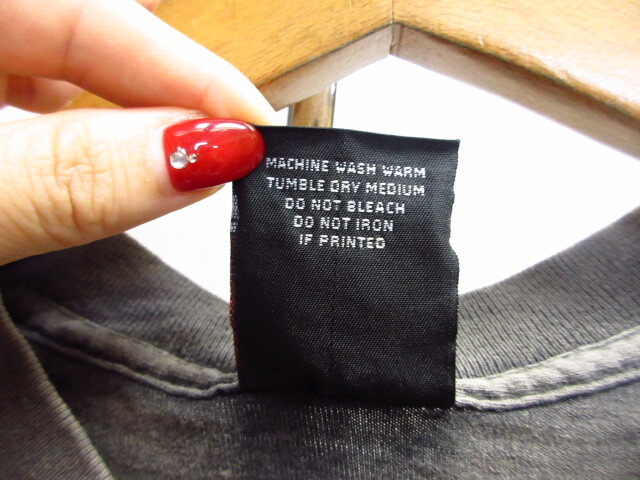 MACHINE WASH WARM
TUMBLE DRY MEDIUM
DO NOT BLEACH
DO NOT IRON
IF PRINTED